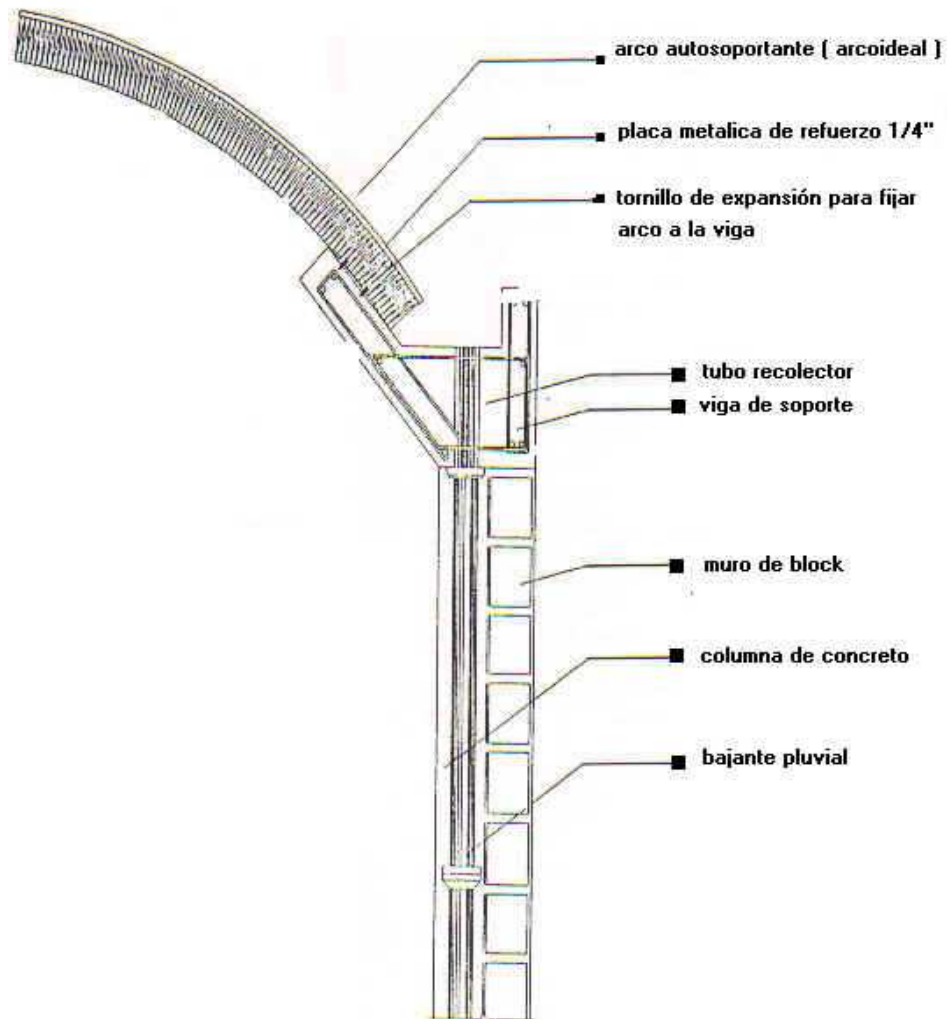 arco autosoportante ( arcoideal )
placa metalica de refuerzo 1/4"
tornillo de expansión para fijar
arco a la viga
tubo recolector
viga de soporte
muro de block
columna de concreto
bajante pluvial